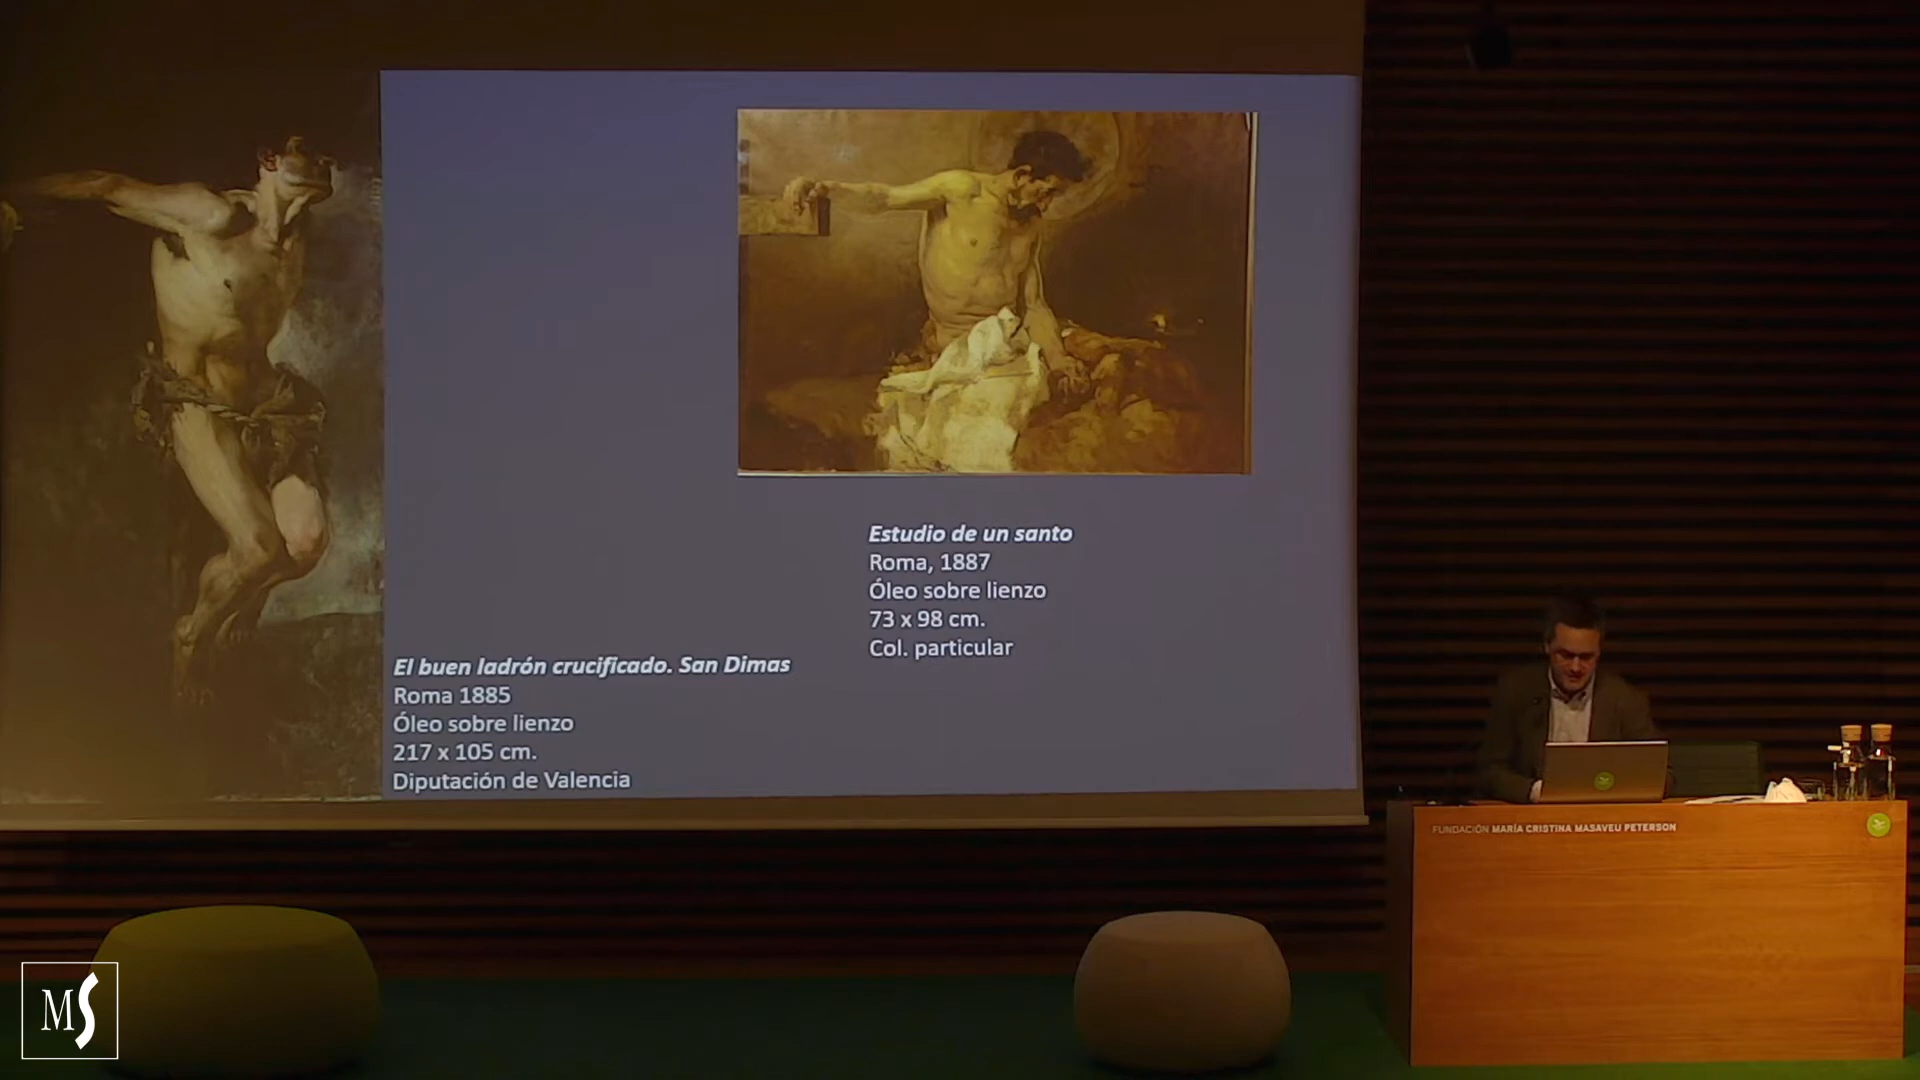 Estudio de un santo
Roma, 1887
Óleo sobre lienzo
73 x 98 cm.
Col. particular
El buen ladrón crucificado. San Dimas
Roma 1885
Óleo sobre lienzo
217 x 105 cm.
Diputación de Valencia
FUNDACIÓN MARÍA CRISTINA MASAVEU PETERSON
MS